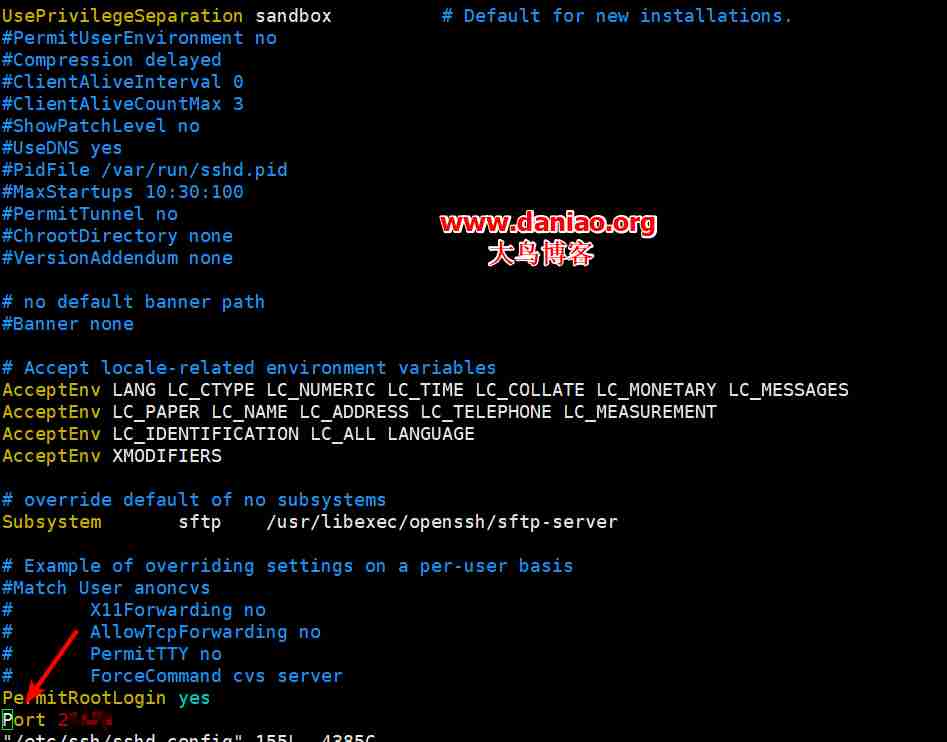 UsePrivilegeSeparation sandbox          # Default for new installations.
#PermitUserEnvironment no
#Compression delayed
#ClientAliveInterval 0
#ClientAliveCountMax 3
#ShowPatchLevel no
#UseDNS yes
#PidFile /var/run/sshd.pid
#MaxStartups 10:30:100
#PermitTunnel no
www.daniao.org
#ChrootDirectory none
大鸟博客
#VersionAddendum none
# no default banner path
#Banner none
# Accept locale-related environment variables
AcceptEnv LANG LC_CTYPE LC_NUMERIC LC_TIME LC_COLLATE LC_MONETARY LC_MESSAGES
AcceptEnv LC_PAPER LC_NAME LC_ADDRESS LC_TELEPHONE LC_MEASUREMENT
AcceptEnv LC_IDENTIFICATION LC_ALL LANGUAGE
AcceptEnv XMODIFIERS
# override default of no subsystems
Subsystem       sftp    /usr/libexec/openssh/sftp-server
# Example of overriding settings on a per-user basis
#Match User anoncvs
#       X11Forwarding no
#       AllowTcpForwarding no
#       PermitTTY no
#       ForceCommand cvs server
PermitRootLogin yes
Port
"/etc/ssh/sshd_config" 155L, 4385C